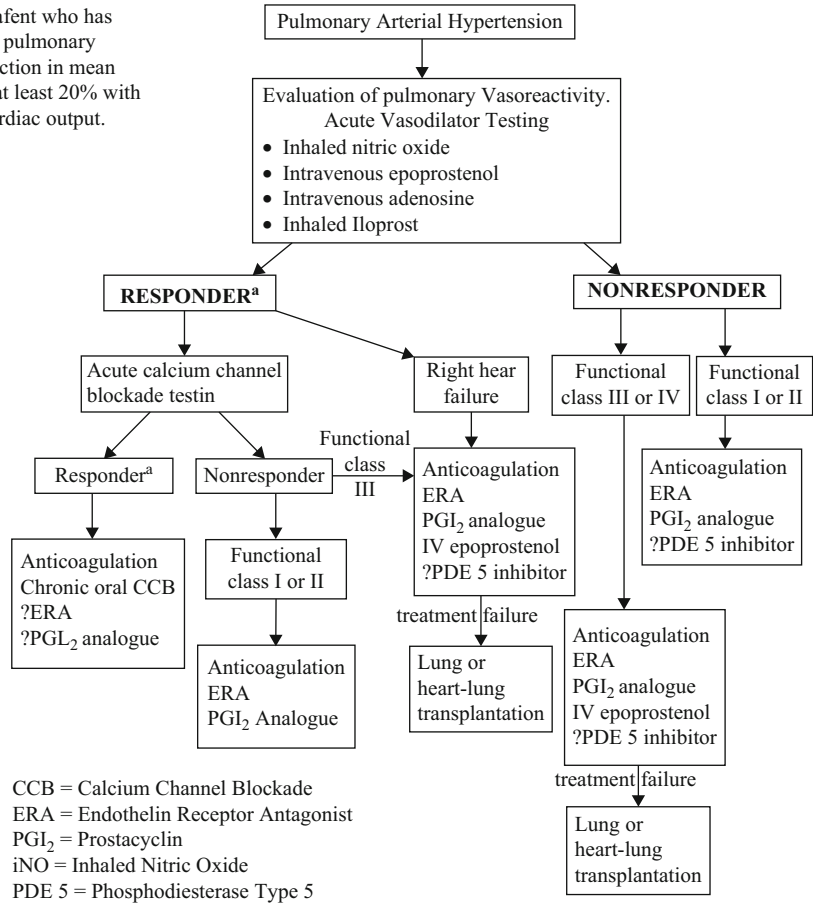 afent who has
pulmonary
ction in mean
at least 20% with
rdiac output.
Pulmonary Arterial Hypertension
Evaluation of pulmonary Vasoreactivity.
Acute Vasodilator Testing
• Inhaled nitric oxide
• Intravenous epoprostenol
• Intravenous adenosine
• Inhaled Iloprost
RESPONDERᵃ
NONRESPONDER
Acute calcium channel
blockade testin
Right hear
failure
Functional
class III or IV
Functional
class I or II
Responderᵃ
Nonresponder
Functional
class
III
Anticoagulation
ERA
PGI₂ analogue
IV epoprostenol
?PDE 5 inhibitor
Anticoagulation
ERA
PGI₂ analogue
?PDE 5 inhibitor
Anticoagulation
Chronic oral CCB
?ERA
?PGL₂ analogue
Functional
class I or II
treatment failure
Anticoagulation
ERA
PGI₂ Analogue
Lung or
heart-lung
transplantation
Anticoagulation
ERA
PGI₂ analogue
IV epoprostenol
?PDE 5 inhibitor
treatment failure
Lung or
heart-lung
transplantation
CCB = Calcium Channel Blockade
ERA = Endothelin Receptor Antagonist
PGI₂ = Prostacyclin
iNO = Inhaled Nitric Oxide
PDE 5 = Phosphodiesterase Type 5